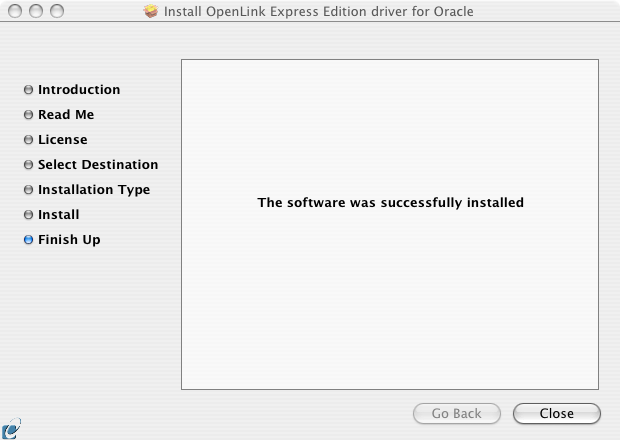 Install OpenLink Express Edition driver for Oracle
Introduction
Read Me
License
Select Destination
Installation Type
Install
Finish Up
The software was successfully installed
Go Back
Close